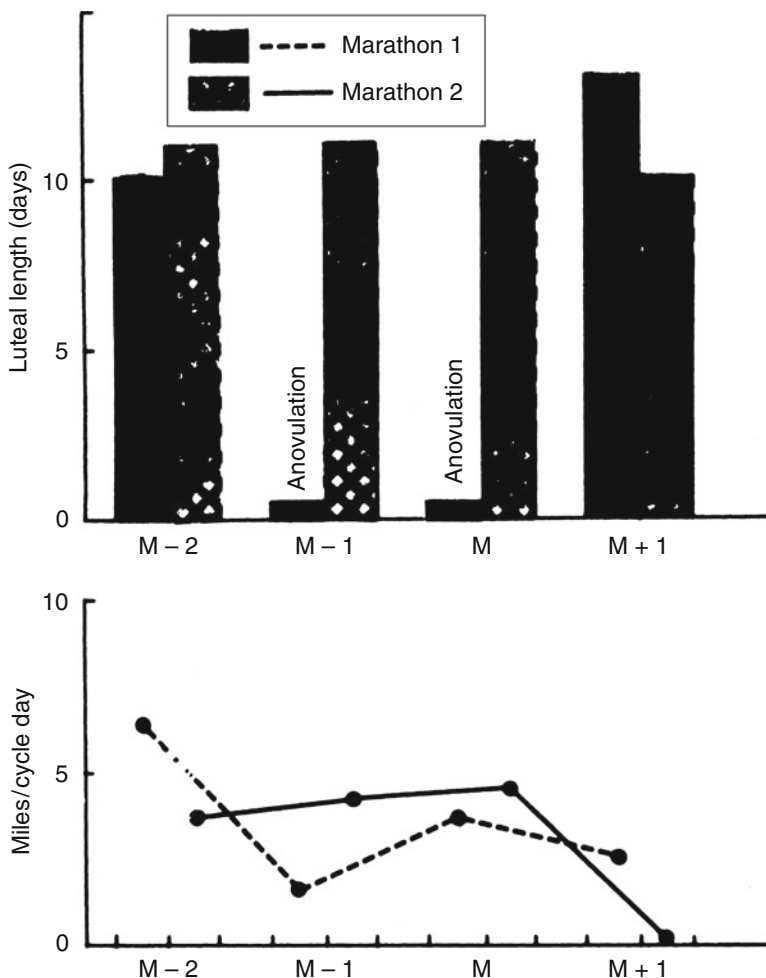 Marathon 1
Marathon 2
Luteal length (days)
10
5
0
Anovulation
Anovulation
M – 2
M – 1
M
M + 1
Miles/cycle day
10
5
0
M – 2
M – 1
M
M + 1